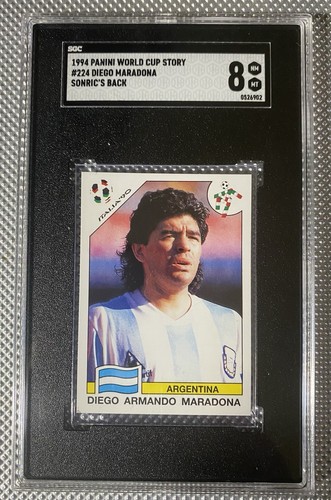 SGC
1994 PANINI WORLD CUP STORY
#224 DIEGO MARADONA
SONRIC'S BACK
8 NM MT
0526902
ITALIA '90
ARGENTINA
DIEGO ARMANDO MARADONA